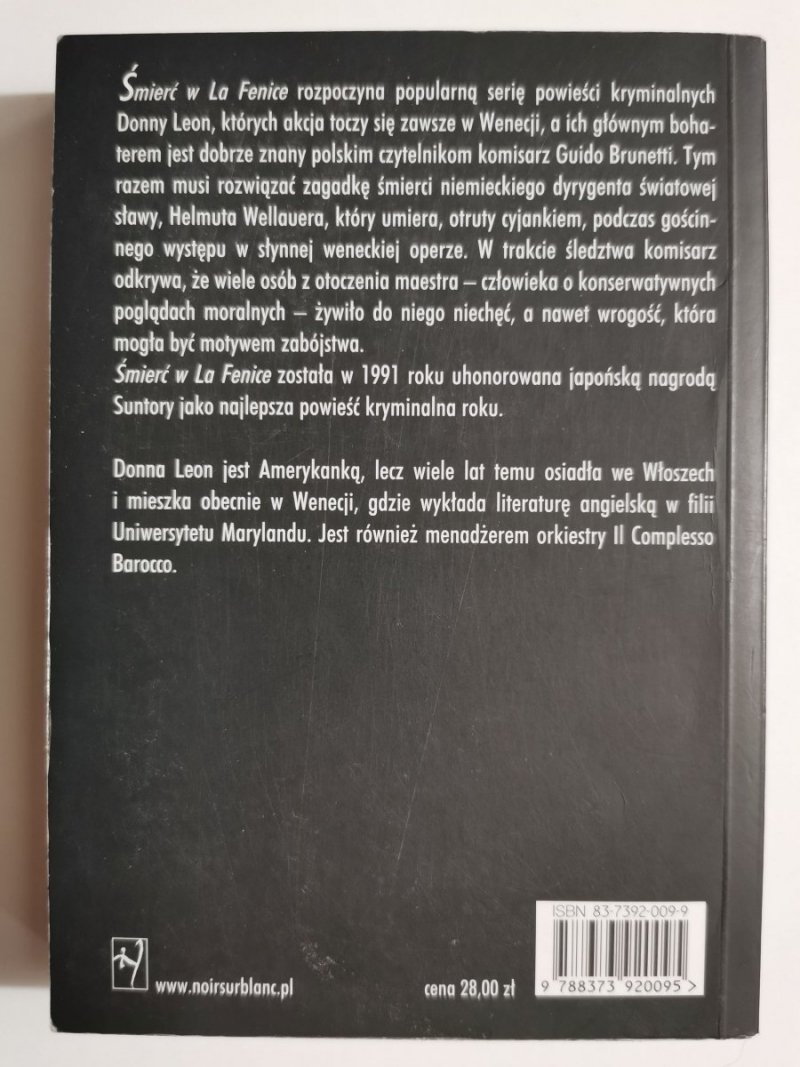 Śmierć w La Fenice rozpoczyna popularną serię powieści kryminalnych
Donny Leon, których akcja toczy się zawsze w Wenecji, a ich głównym boha-
terem jest dobrze znany polskim czytelnikom komisarz Guido Brunetti. Tym
razem musi rozwiązać zagadkę śmierci niemieckiego dyrygenta światowej
sławy, Helmuta Wellauera, który umiera, otruty cyjankiem, podczas gościn-
nego występu w słynnej weneckiej operze. W trakcie śledztwa komisarz
odkrywa, że wiele osób z otoczenia maestra – człowieka o konserwatywnych
poglądach moralnych – żywiło do niego niechęć, a nawet wrogość, która
mogła być motywem zabójstwa.
Śmierć w La Fenice została w 1991 roku uhonorowana japońską nagrodą
Suntory jako najlepsza powieść kryminalna roku.
Donna Leon jest Amerykanką, lecz wiele lat temu osiadła we Włoszech
i mieszka obecnie w Wenecji, gdzie wykłada literaturę angielską w filii
Uniwersytetu Marylandu. Jest również menadżerem orkiestry Il Complesso
Barocco.
ISBN 83-7392-009-9
www.noirsurblanc.pl
cena 28,00 zł
9 788373 920095 >